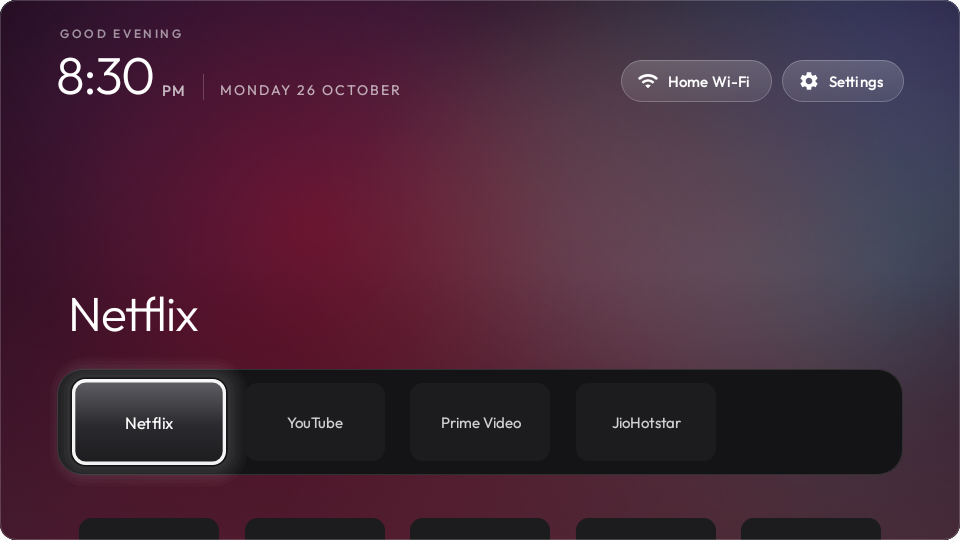 GOOD EVENING
8:30 PM
MONDAY 26 OCTOBER
Home Wi-Fi
Settings
Netflix
Netflix
YouTube
Prime Video
JioHotstar